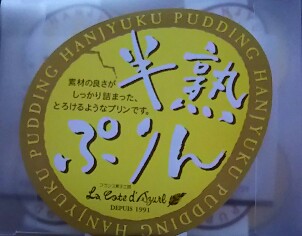 HANJYUKU PUDDING HANJYUKU PUDDING HANJYUKU PUDDING
素材の良さが
しっかり詰まった、
とろけるようなプリンです。
半熟
ぷりん
La Cote d'Azur
DEPUIS 1991